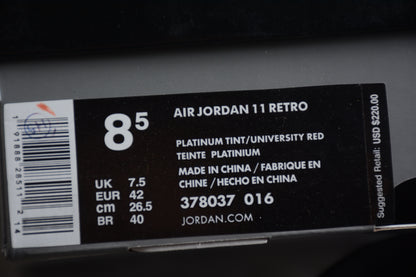 8⁵
UK 7.5
EUR 42
cm 26.5
BR 40
AIR JORDAN 11 RETRO
PLATINUM TINT/UNIVERSITY RED
TEINTE PLATINIUM
MADE IN CHINA / FABRIQUE EN
CHINE / HECHO EN CHINA
378037 016
JORDAN.COM
Suggested Retail: USD $220.00